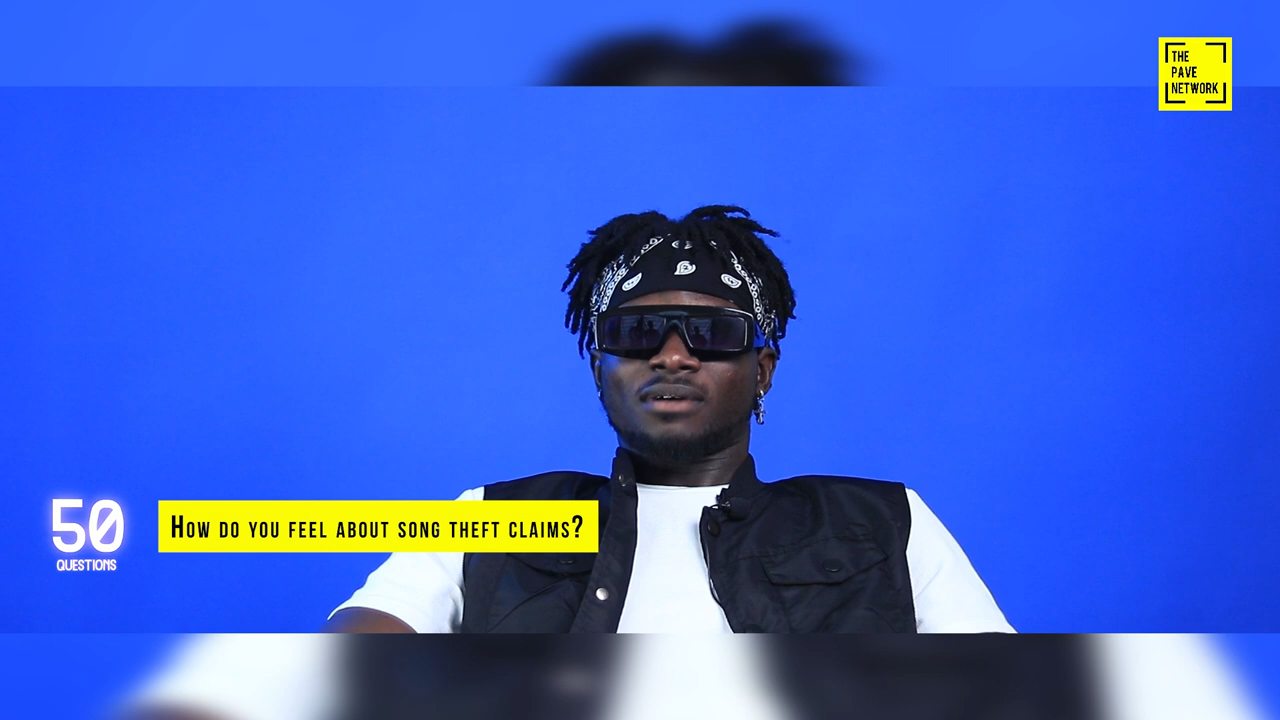 THE
PAVE
NETWORK
50
QUESTIONS
HOW DO YOU FEEL ABOUT SONG THEFT CLAIMS?